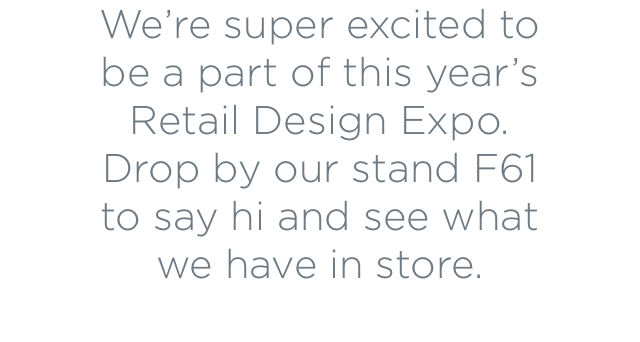 We’re super excited to
be a part of this year’s
Retail Design Expo.
Drop by our stand F61
to say hi and see what
we have in store.